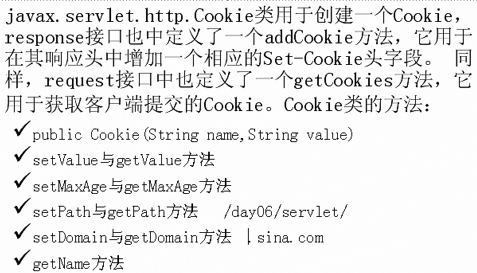 javax.servlet.http.Cookie类用于创建一个Cookie，
response接口也中定义了一个addCookie方法，它用于
在其响应头中增加一个相应的Set-Cookie头字段。 同
样，request接口中也定义了一个getCookies方法，它
用于获取客户端提交的Cookie。Cookie类的方法：
✓public Cookie(String name,String value)
✓setValue与getValue方法
✓setMaxAge与getMaxAge方法
✓setPath与getPath方法 /day06/servlet/
✓setDomain与getDomain方法 .sina.com
✓getName方法